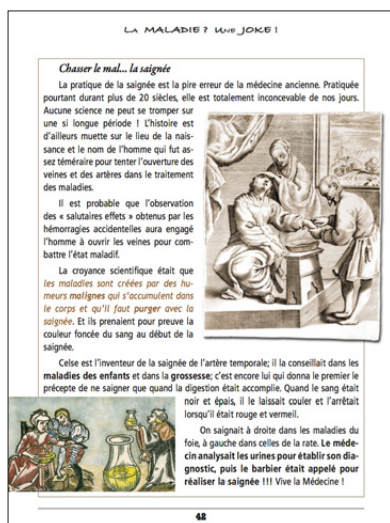 LA MALADIE ? UNE JOKE !
Chasser le mal... la saignée
La pratique de la saignée est la pire erreur de la médecine ancienne. Pratiquée
pourtant durant plus de 20 siècles, elle est totalement inconcevable de nos jours.
Aucune science ne peut se tromper sur
une si longue période ! L'histoire est
d'ailleurs muette sur le lieu de la nais-
sance et le nom de l'homme qui fut as-
sez téméraire pour tenter l'ouverture des
veines et des artères dans le traitement
des maladies.
Il est probable que l'observation
des « salutaires effets » obtenus par les
hémorragies accidentelles aura engagé
l'homme à ouvrir les veines pour com-
battre l'état maladif.
La croyance scientifique était que
les maladies sont créées par des hu-
meurs malignes qui s'accumulent dans
le corps et qu'il faut purger avec la
saignée. Et ils prenaient pour preuve la
couleur foncée du sang au début de la
saignée.
Celse est l'inventeur de la saignée de l'artère temporale; il la conseillait dans les
maladies des enfants et dans la grossesse; c'est encore lui qui donna le premier le
précepte de ne saigner que quand la digestion était accomplie. Quand le sang était
noir et épais, il le laissait couler et l'arrêtait
lorsqu'il était rouge et vermeil.
On saignait à droite dans les maladies du
foie, à gauche dans celles de la rate. Le méde-
cin analysait les urines pour établir son dia-
gnostic, puis le barbier était appelé pour
réaliser la saignée !!! Vive la Médecine !
42